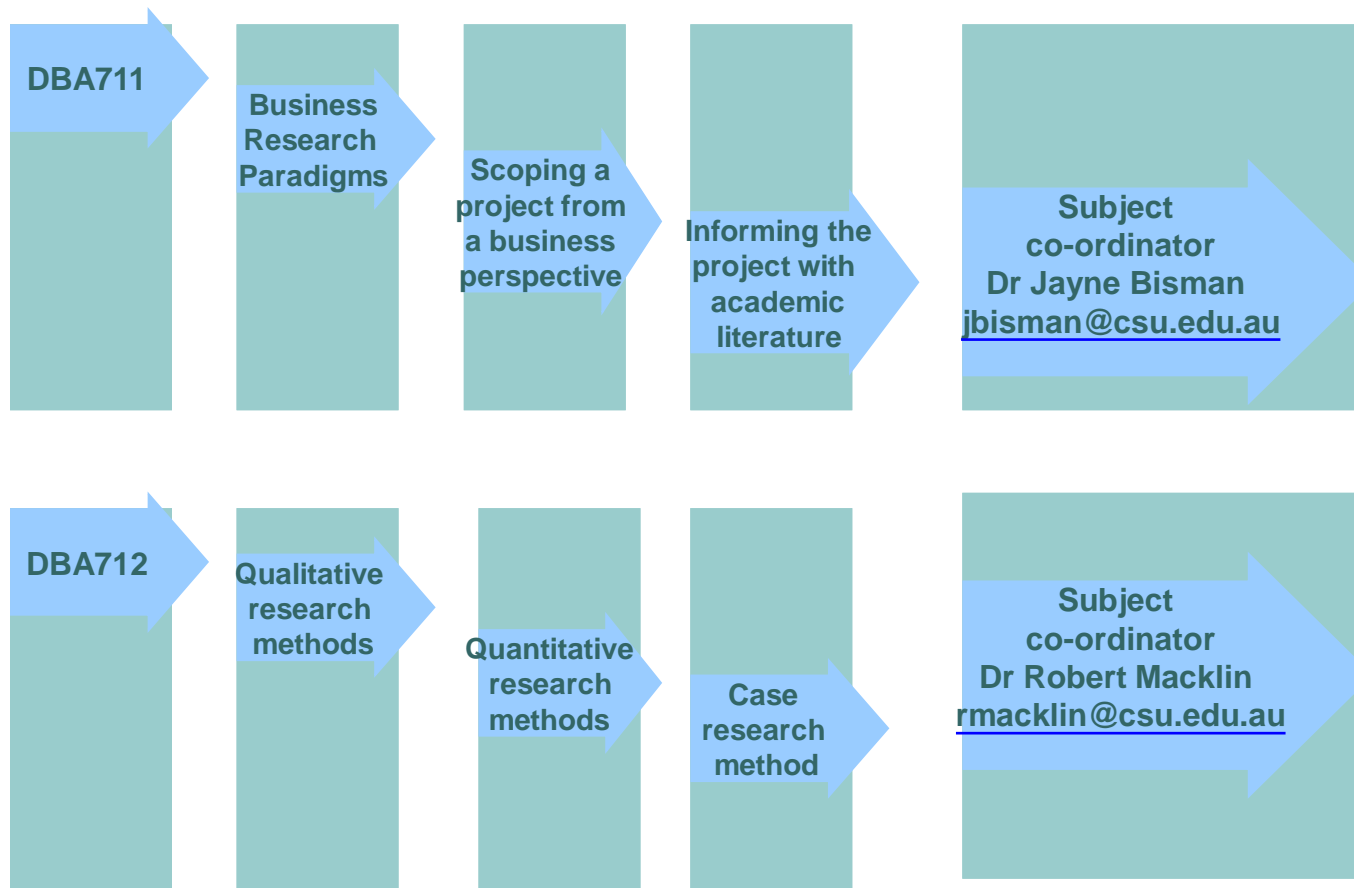 DBA711
Business
Research
Paradigms
Scoping a
project from
a business
perspective
Informing the
project with
academic
literature
Subject
co-ordinator
Dr Jayne Bisman
jbisman@csu.edu.au
DBA712
Qualitative
research
methods
Quantitative
research
methods
Case
research
method
Subject
co-ordinator
Dr Robert Macklin
rmacklin@csu.edu.au